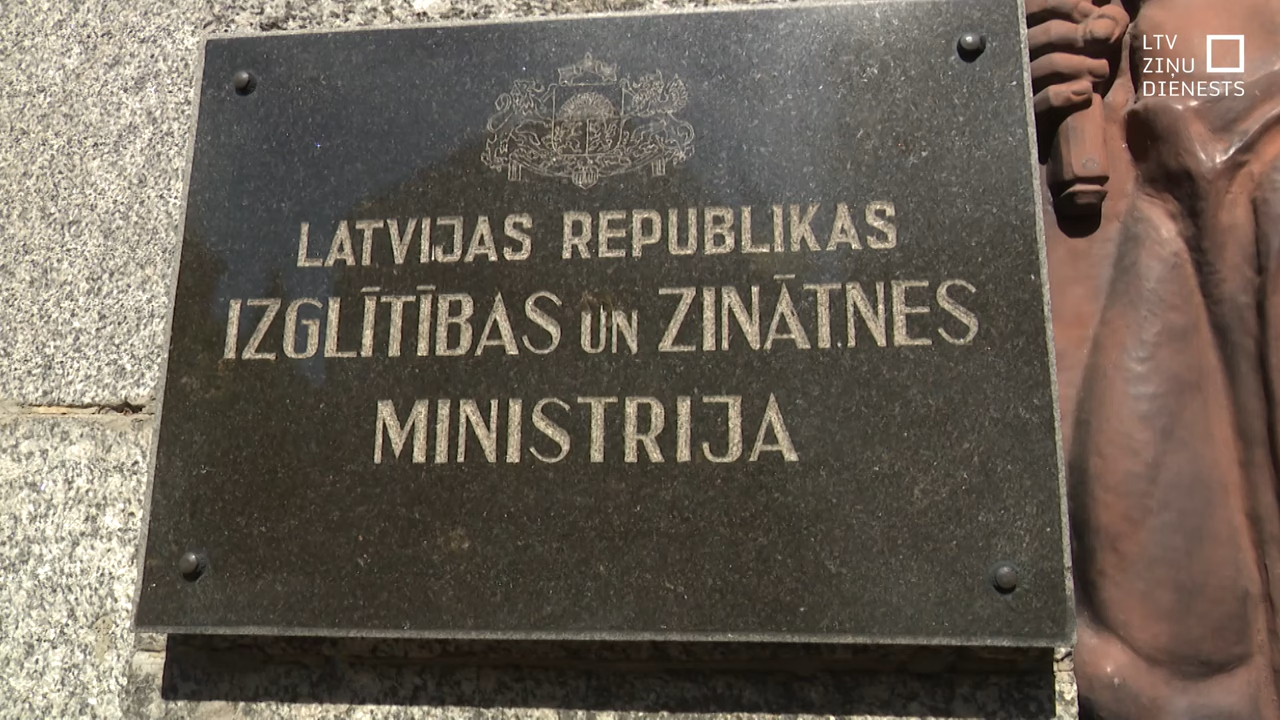 LTV
ZIŅU
DIENESTS
LATVIJAS REPUBLIKAS
IZGLĪTĪBAS UN ZINĀTNES
MINISTRIJA